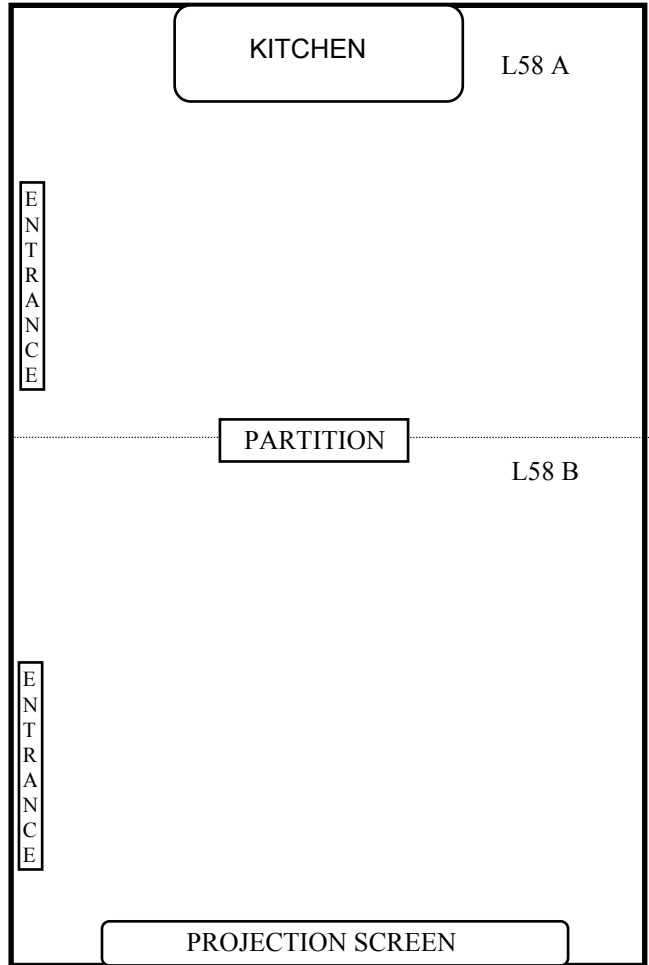 KITCHEN
L58 A
ENTRANCE
PARTITION
L58 B
ENTRANCE
PROJECTION SCREEN